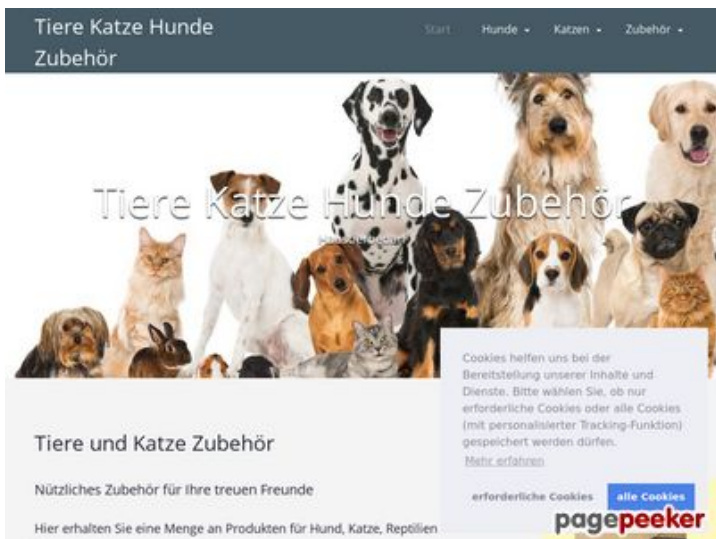 Tiere Katze Hunde
Zubehör
Start
Hunde
Katzen
Zubehör
Tiere Katze Hunde Zubehör
Tiere und Katze Zubehör
Nützliches Zubehör für Ihre treuen Freunde
Hier erhalten Sie eine Menge an Produkten für Hund, Katze, Reptilien
Cookies helfen uns bei der
Bereitstellung unserer Inhalte und
Dienste. Bitte wählen Sie, ob nur
erforderliche Cookies oder alle Cookies
(mit personalisierter Tracking-Funktion)
gespeichert werden dürfen.
Mehr erfahren
erforderliche Cookies
alle Cookies
pagepeeker